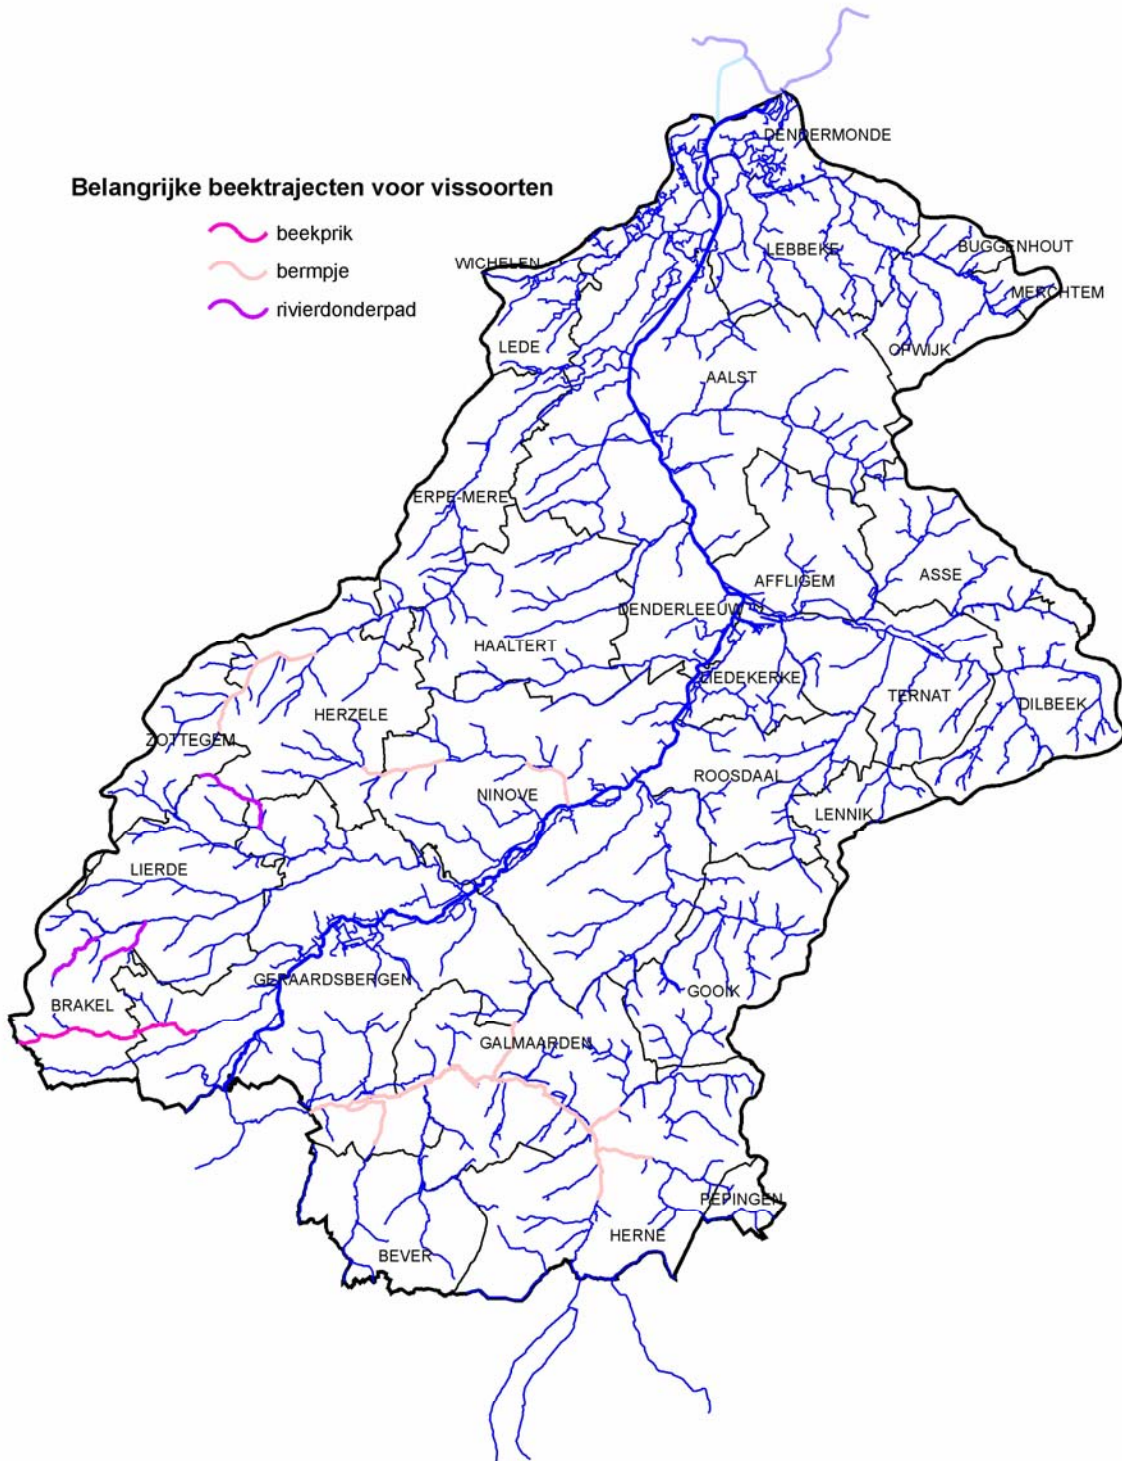 DENDERMONDE
Belangrijke beektrajecten voor vissoorten
beekprik
bermpje
rivierdonderpad
BUGGENHOUT
LEBBEKE
WICHELEN
MERCHTEM
LEDE
OPWIJK
AALST
ERPE-MERE
ASSE
AFFLIGEM
DENDERLEEUW
HAALTERT
LIEDEKERKE
TERNAT
DILBEEK
HERZELE
ZOTTEGEM
ROOSDAAL
NINOVE
LENNIK
LIERDE
GERAARDSBERGEN
GOOIK
BRAKEL
GALMAARDEN
PEPINGEN
HERNE
BEVER